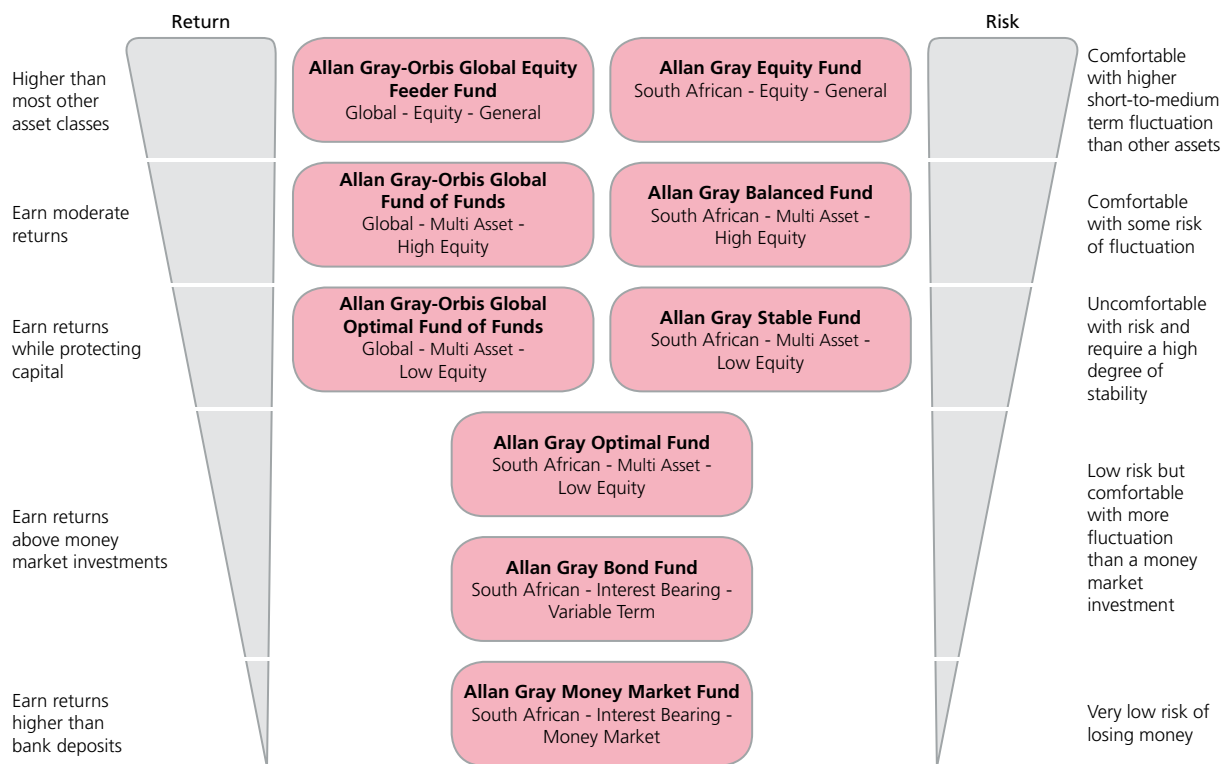 Return
Risk
Higher than
most other
asset classes
Allan Gray-Orbis Global Equity
Feeder Fund
Global - Equity - General
Allan Gray Equity Fund
South African - Equity - General
Comfortable
with higher
short-to-medium
term fluctuation
than other assets
Earn moderate
returns
Allan Gray-Orbis Global
Fund of Funds
Global - Multi Asset -
High Equity
Allan Gray Balanced Fund
South African - Multi Asset -
High Equity
Comfortable
with some risk
of fluctuation
Earn returns
while protecting
capital
Allan Gray-Orbis Global
Optimal Fund of Funds
Global - Multi Asset -
Low Equity
Allan Gray Stable Fund
South African - Multi Asset -
Low Equity
Uncomfortable
with risk and
require a high
degree of
stability
Earn returns
above money
market investments
Allan Gray Optimal Fund
South African - Multi Asset -
Low Equity
Allan Gray Bond Fund
South African - Interest Bearing -
Variable Term
Low risk but
comfortable
with more
fluctuation
than a money
market
investment
Earn returns
higher than
bank deposits
Allan Gray Money Market Fund
South African - Interest Bearing -
Money Market
Very low risk of
losing money